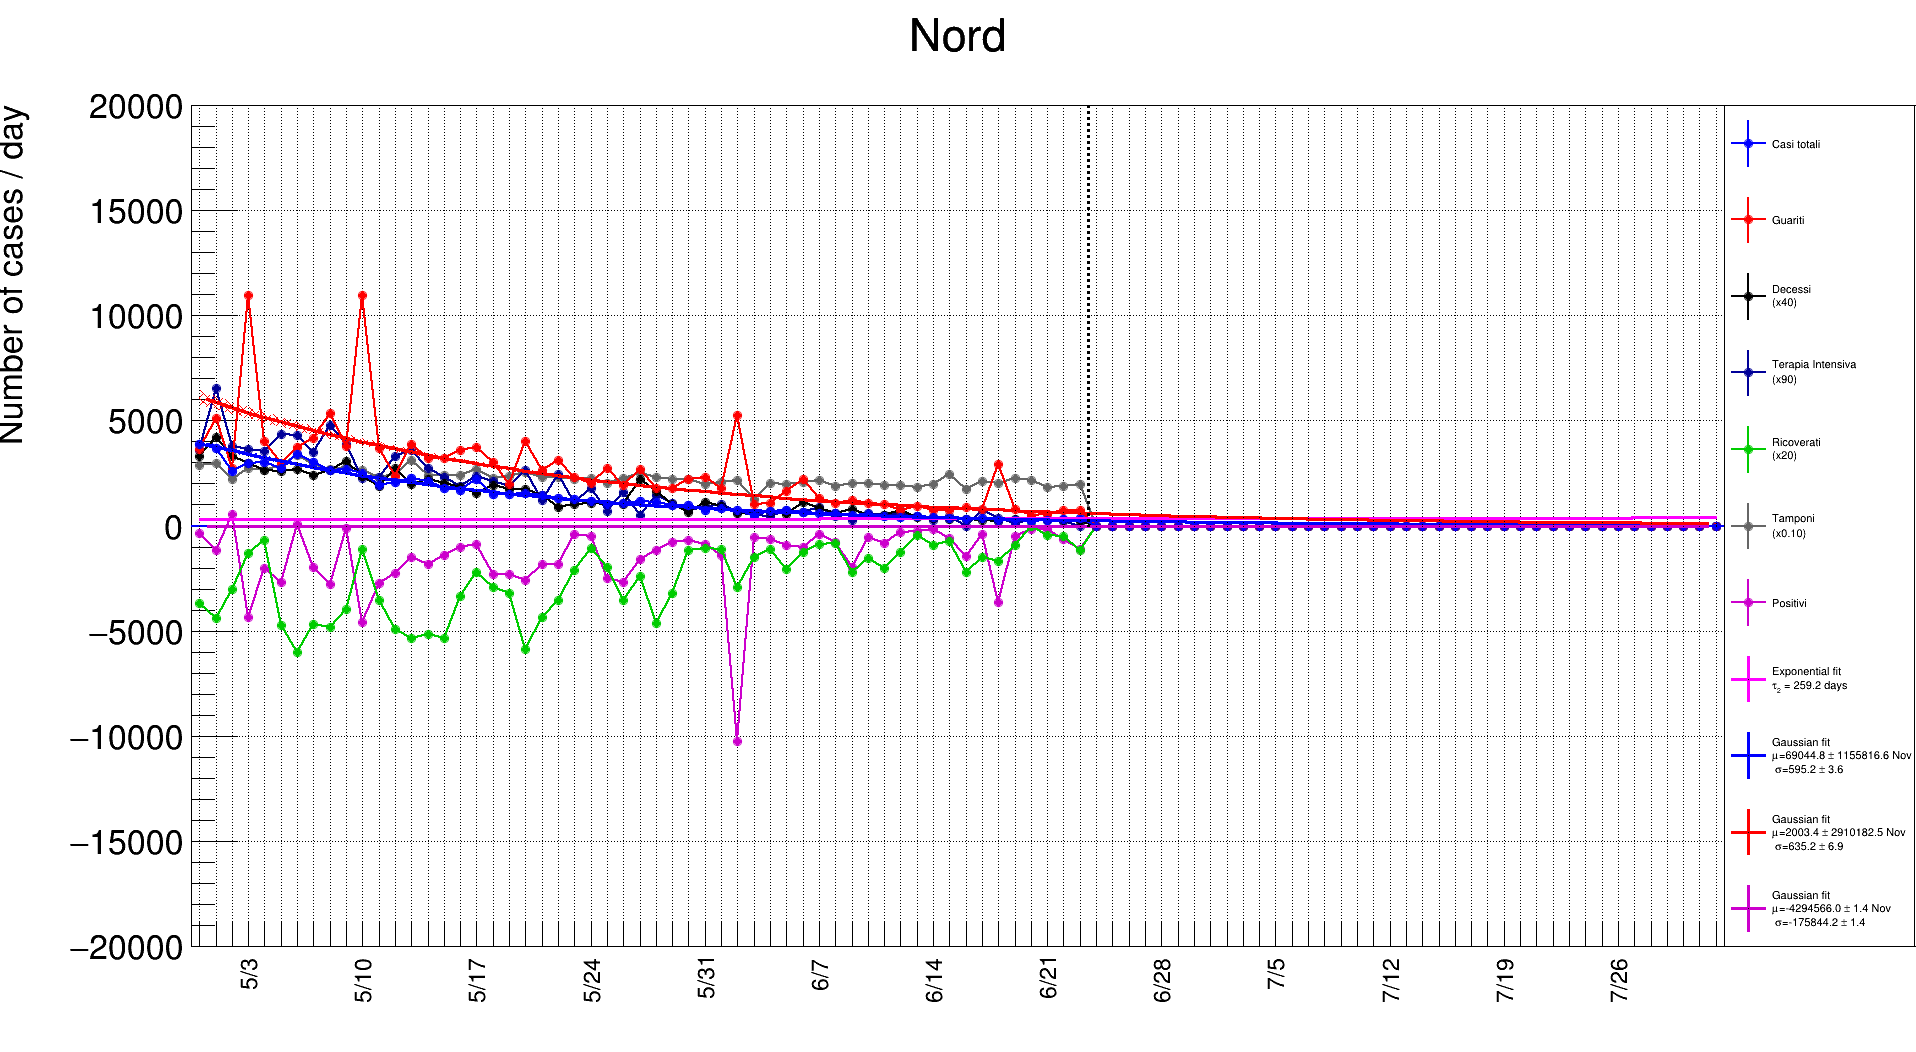 Nord
Number of cases / day
20000
15000
10000
5000
0
−5000
−10000
−15000
−20000
5/3
5/10
5/17
5/24
5/31
6/7
6/14
6/21
6/28
7/5
7/12
7/19
7/26
Casi totali
Guariti
Decessi
(x40)
Terapia Intensiva
(x90)
Ricoverati
(x20)
Tamponi
(x0.10)
Positivi
Exponential fit
τ2 = 259.2 days
Gaussian fit
μ=69044.8 ± 1155816.6 Nov
σ=595.2 ± 3.6
Gaussian fit
μ=2003.4 ± 2910182.5 Nov
σ=635.2 ± 6.9
Gaussian fit
μ=-4294566.0 ± 1.4 Nov
σ=-175844.2 ± 1.4